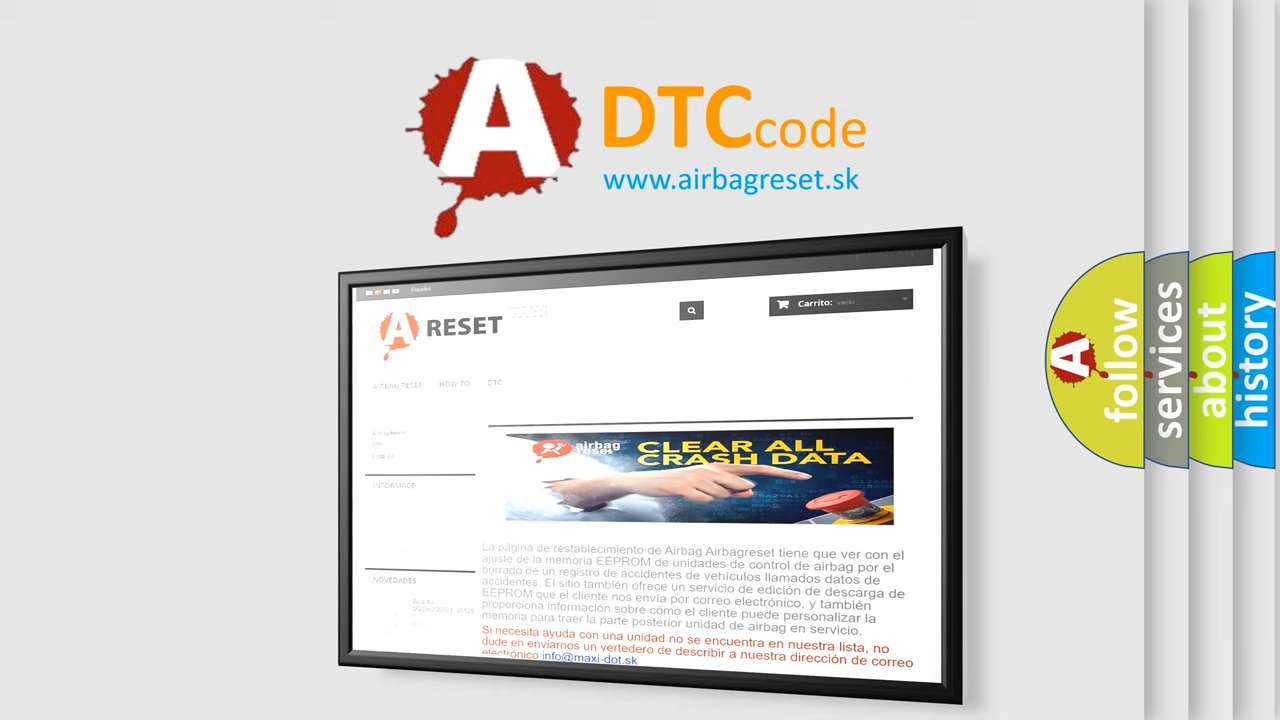 A
DTCcode
www.airbagreset.sk
Español
A RESET
Carrito: vacío
AIRBAG RESET HOW TO DTC
INFORMACE
NOVEDADES
airbag
reset
CLEAR ALL
CRASH DATA
La página de restablecimiento de Airbag Airbagreset tiene que ver con el
ajuste de la memoria EEPROM de unidades de control de airbag por el
borrado de un registro de accidentes de vehículos llamados datos de
accidentes. El sitio también ofrece un servicio de edición de descarga de
EEPROM que el cliente nos envía por correo electrónico, y también
proporciona información sobre cómo el cliente puede personalizar la
memoria para traer la parte posterior unidad de airbag en servicio.
Si necesita ayuda con una unidad no se encuentra en nuestra lista, no
dude en enviarnos un vertedero de describir a nuestra dirección de correo
electrónico info@maxi-dot.sk
A
follow
services
about
history